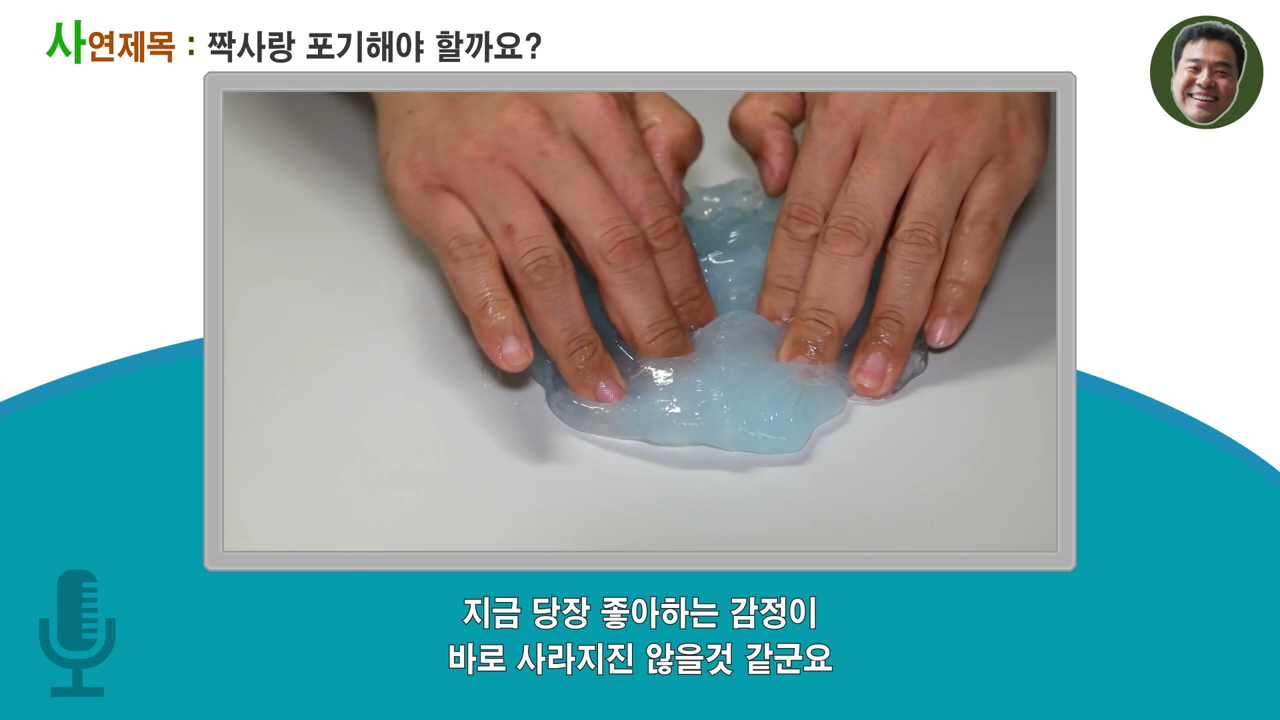 사연제목 : 짝사랑 포기해야 할까요?
지금 당장 좋아하는 감정이
바로 사라지진 않을것 같군요